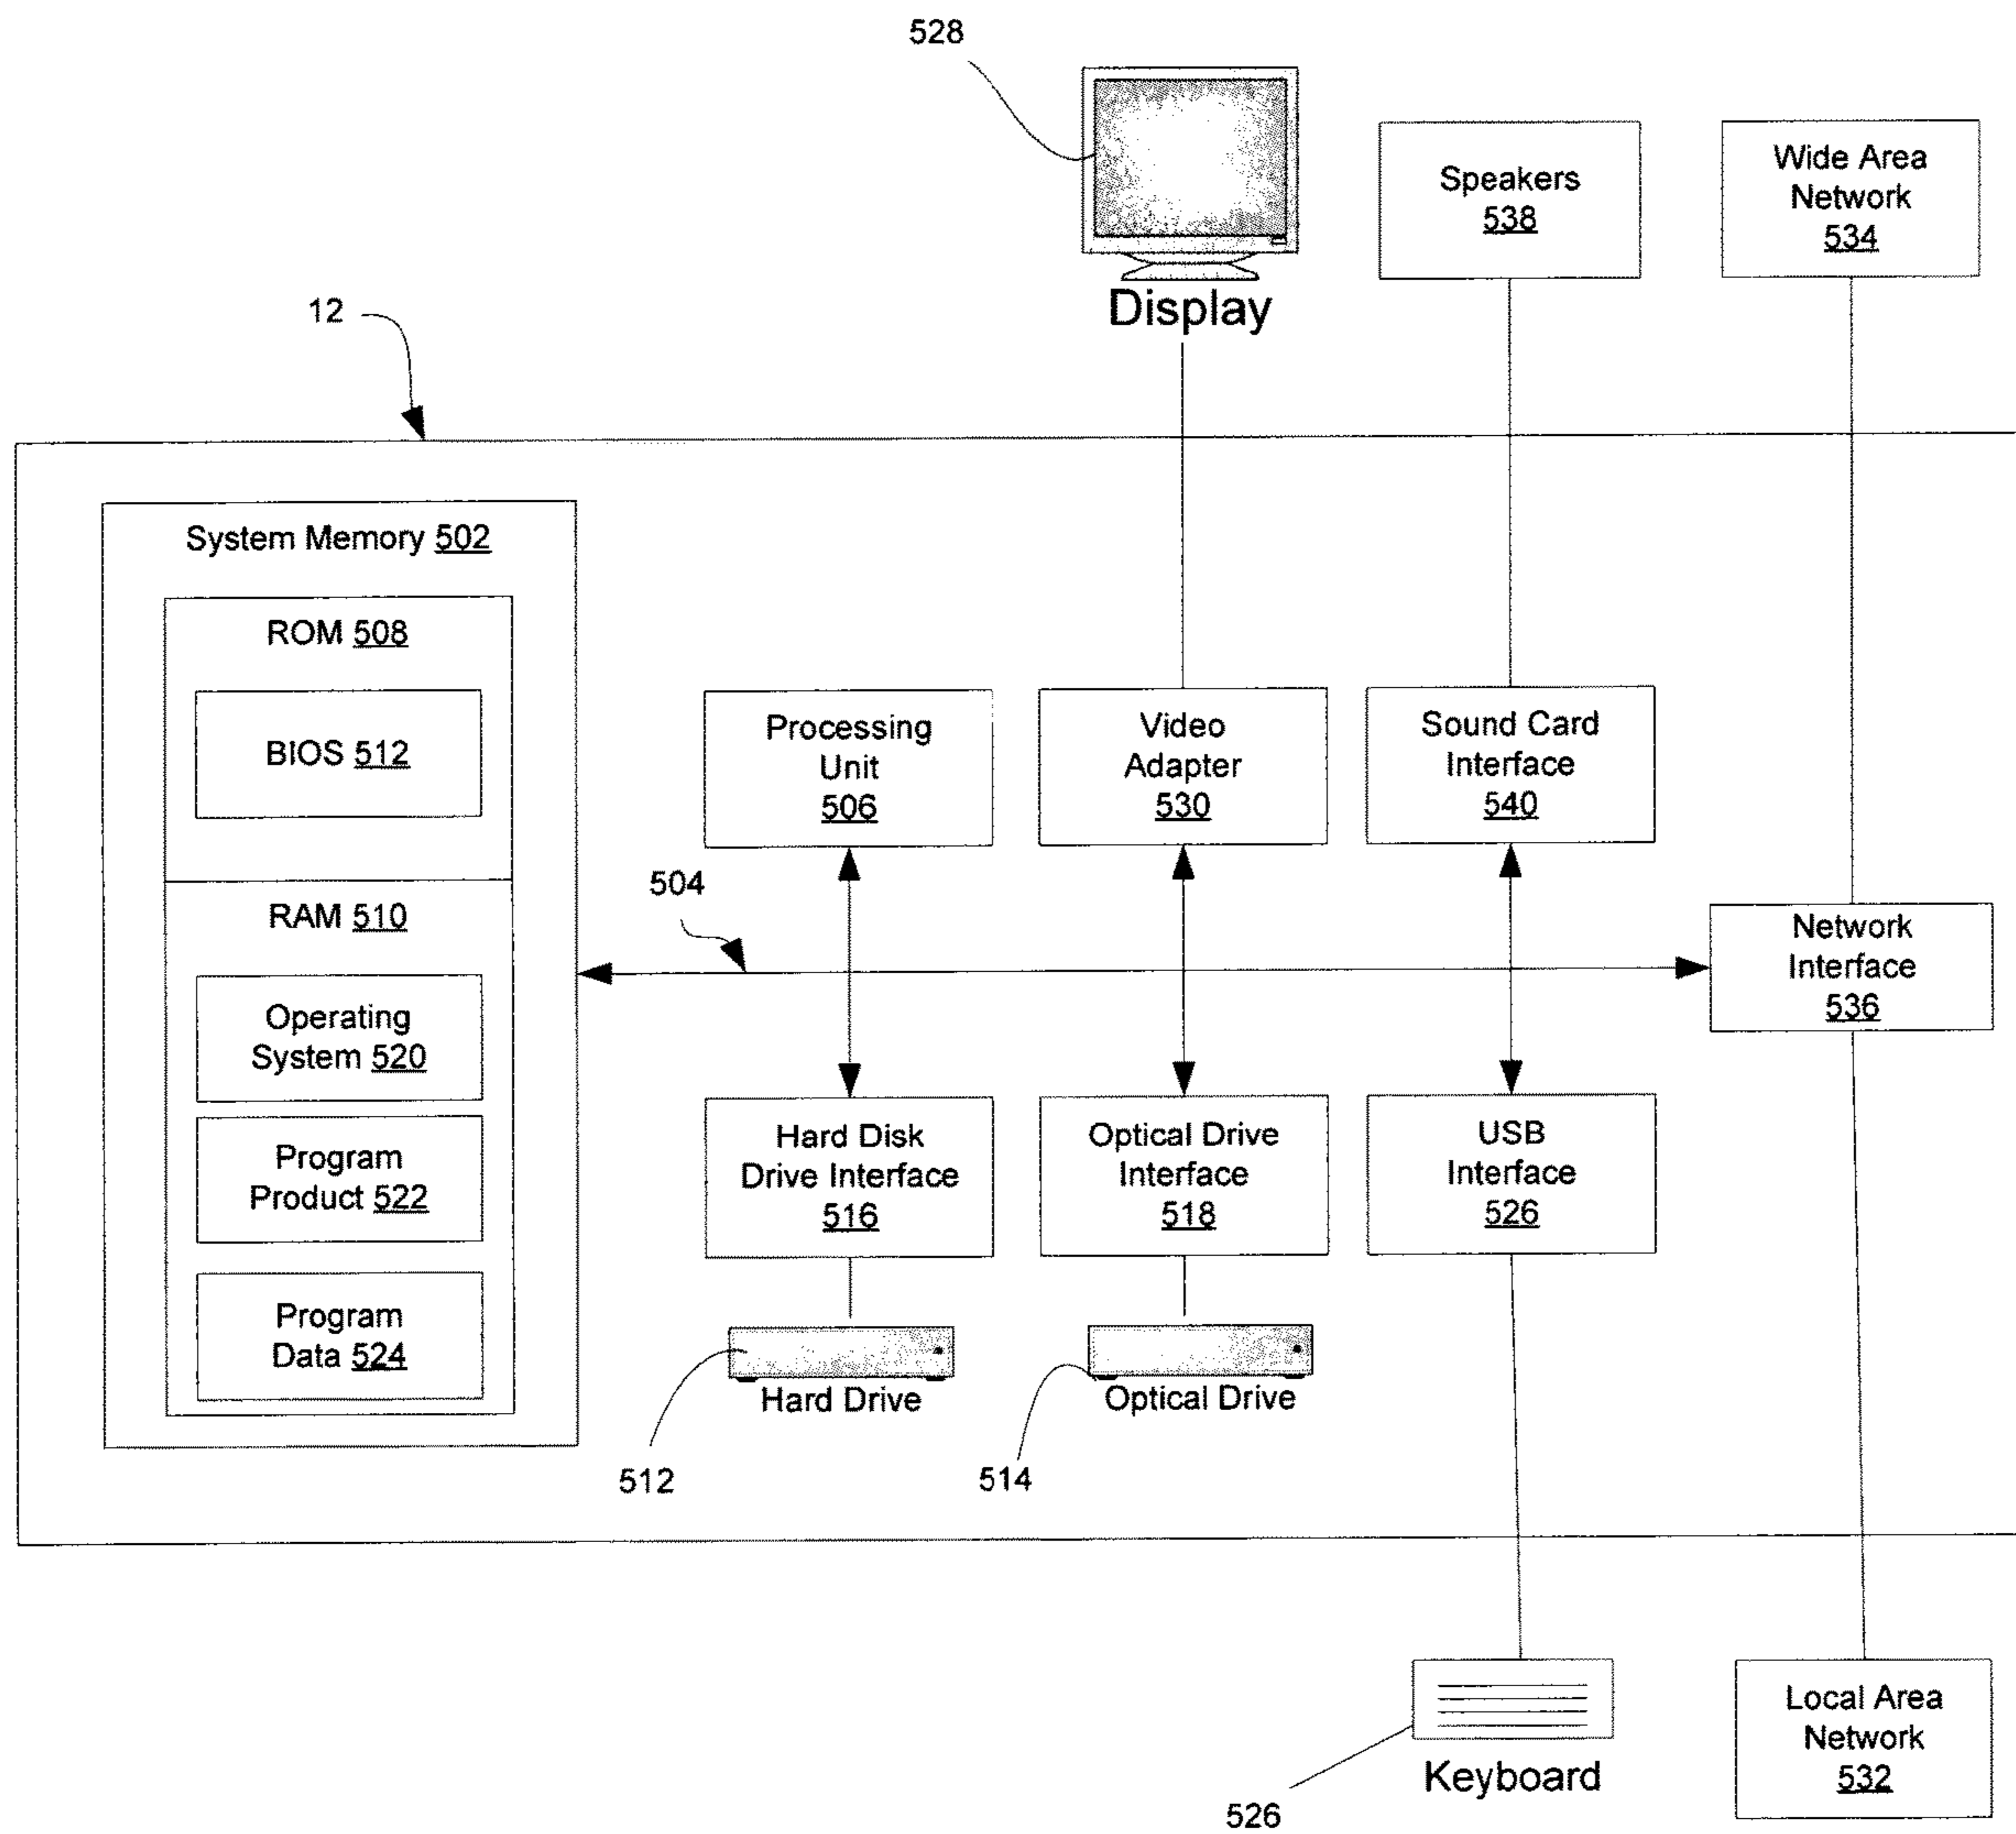 528
Display
Speakers
538
Wide Area
Network
534
12
System Memory 502
ROM 508
BIOS 512
RAM 510
Operating
System 520
Program
Product 522
Program
Data 524
Processing
Unit
506
Video
Adapter
530
Sound Card
Interface
540
504
Network
Interface
536
Hard Disk
Drive Interface
516
Optical Drive
Interface
518
USB
Interface
526
Hard Drive
512
Optical Drive
514
Keyboard
526
Local Area
Network
532